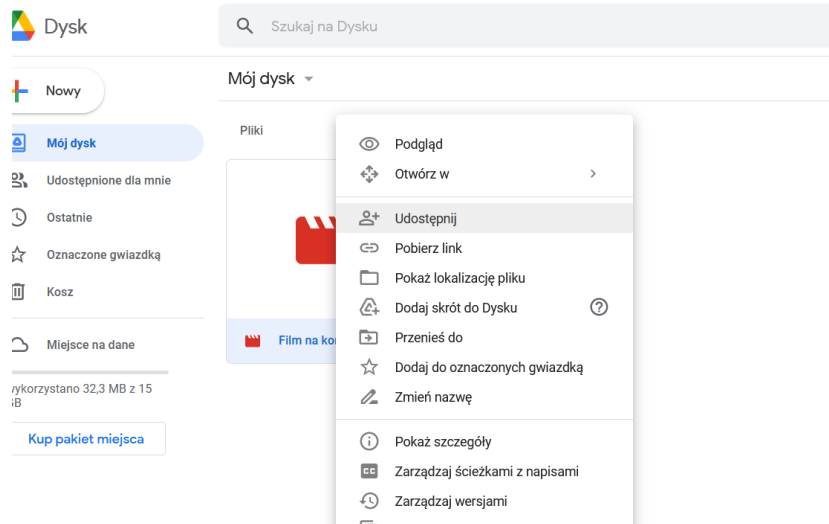 Dysk
Szukaj na Dysku
Nowy
Mój dysk
Mój dysk
Udostępnione dla mnie
Ostatnie
Oznaczone gwiazdką
Kosz
Miejsce na dane
ykorzystano 32,3 MB z 15
GB
Kup pakiet miejsca
Pliki
Film na ko
Podgląd
Otwórz w
Udostępnij
Pobierz link
Pokaż lokalizację pliku
Dodaj skrót do Dysku
Przenieś do
Dodaj do oznaczonych gwiazdką
Zmień nazwę
Pokaż szczegóły
CC Zarządzaj ścieżkami z napisami
Zarządzaj wersjami